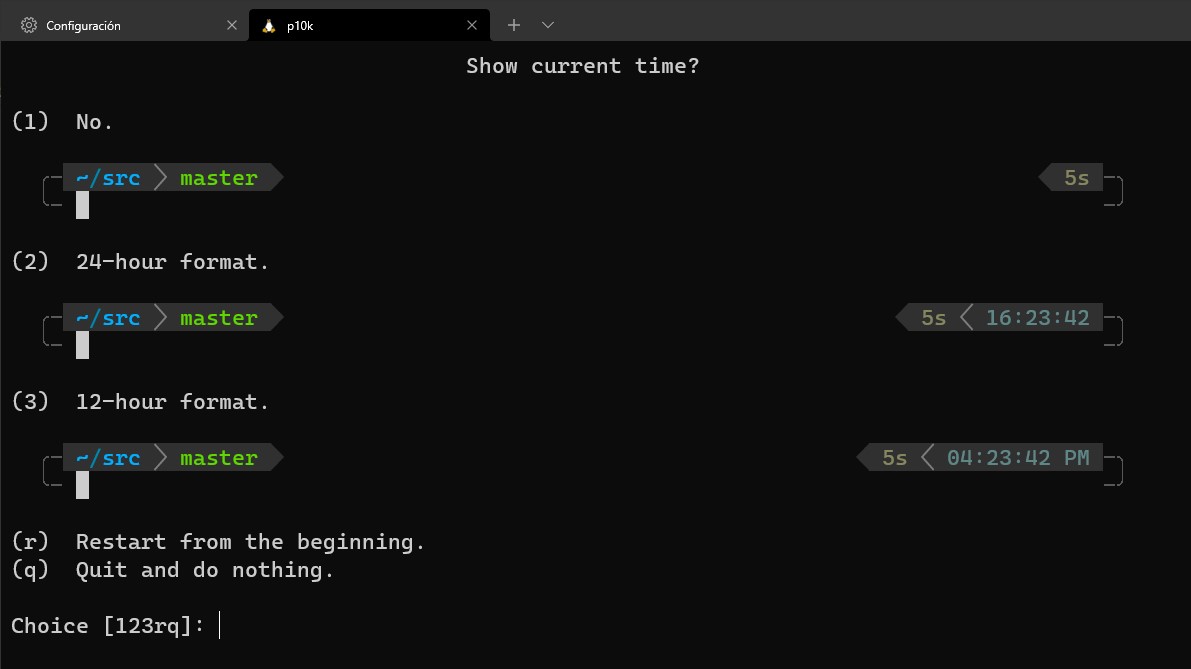 Configuración
p10k
Show current time?
(1) No.
~/src master 5s
(2) 24-hour format.
~/src master 5s 16:23:42
(3) 12-hour format.
~/src master 5s 04:23:42 PM
(r) Restart from the beginning.
(q) Quit and do nothing.
Choice [123rq]: